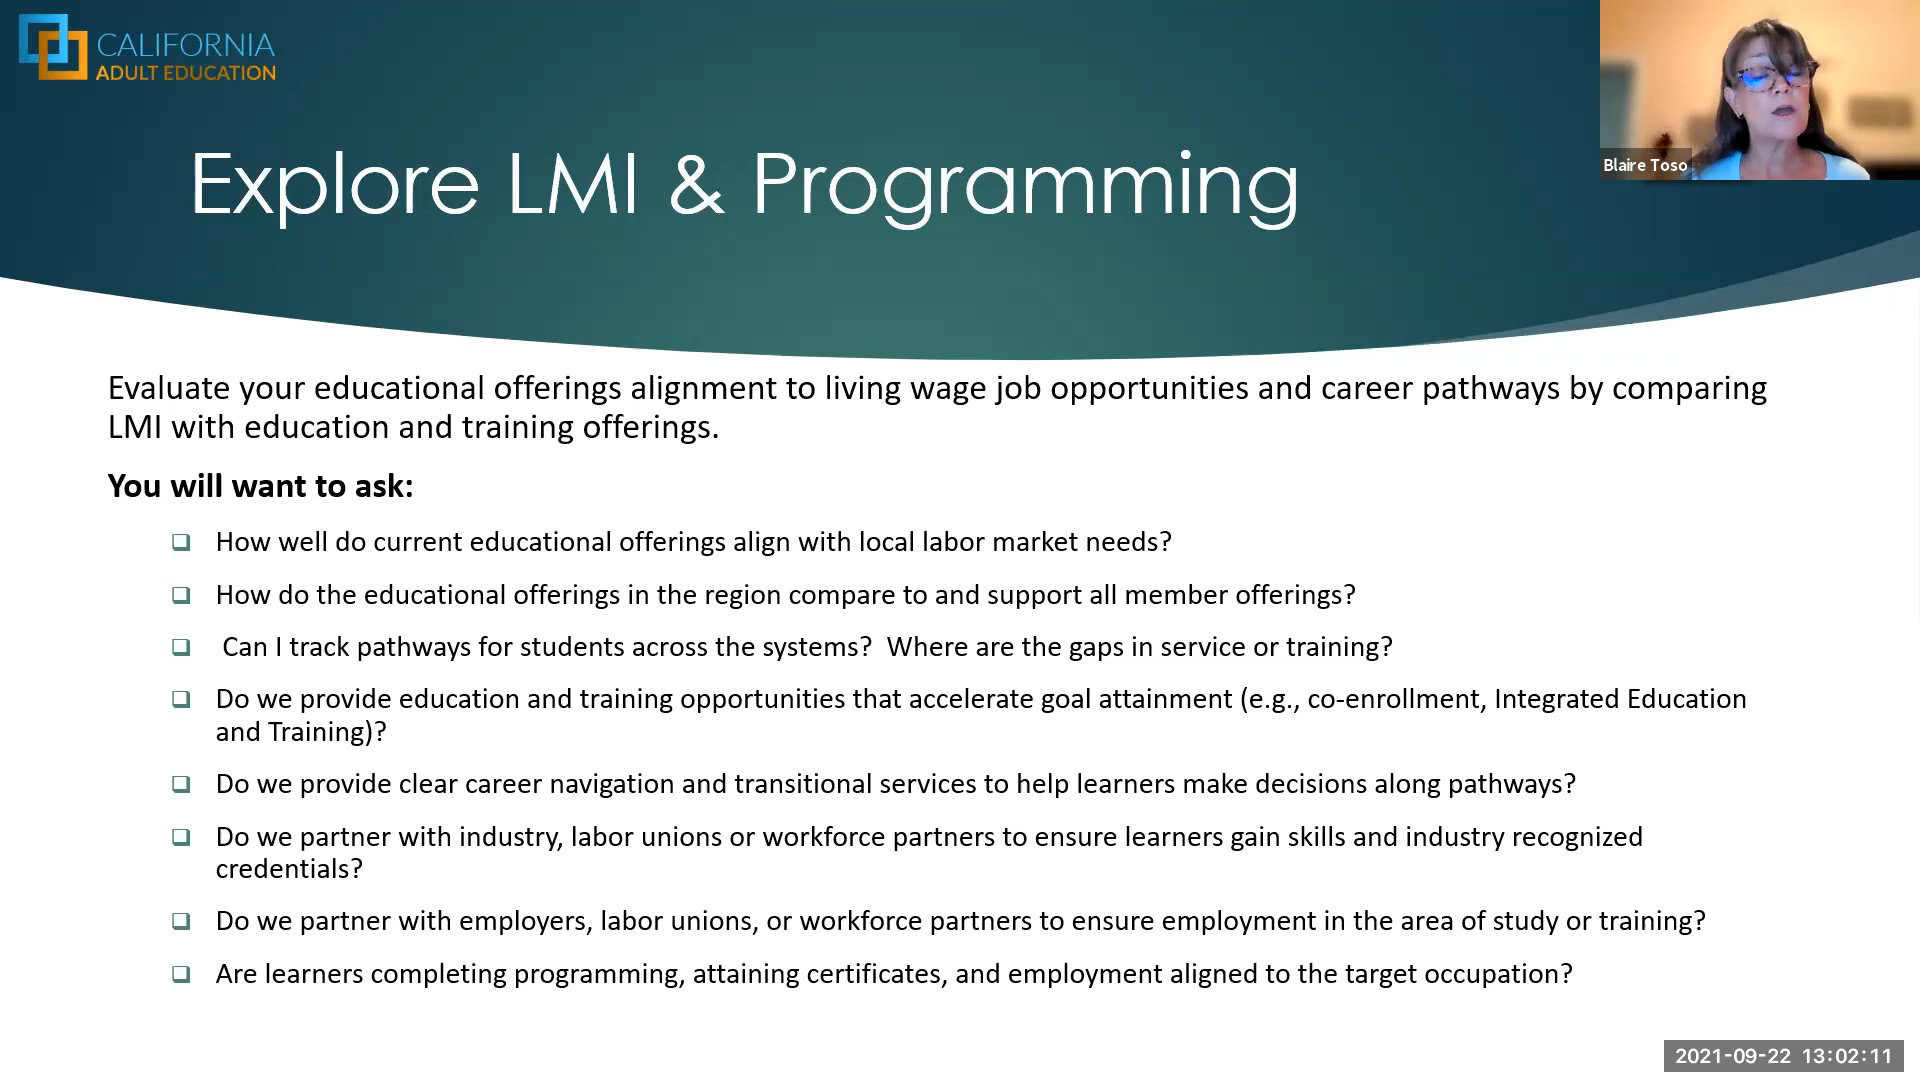 CALIFORNIA
ADULT EDUCATION
Blaire Toso
Explore LMI & Programming
Evaluate your educational offerings alignment to living wage job opportunities and career pathways by comparing
LMI with education and training offerings.
You will want to ask:
How well do current educational offerings align with local labor market needs?
How do the educational offerings in the region compare to and support all member offerings?
Can I track pathways for students across the systems?  Where are the gaps in service or training?
Do we provide education and training opportunities that accelerate goal attainment (e.g., co-enrollment, Integrated Education
and Training)?
Do we provide clear career navigation and transitional services to help learners make decisions along pathways?
Do we partner with industry, labor unions or workforce partners to ensure learners gain skills and industry recognized
credentials?
Do we partner with employers, labor unions, or workforce partners to ensure employment in the area of study or training?
Are learners completing programming, attaining certificates, and employment aligned to the target occupation?
2021-09-22 13:02:11